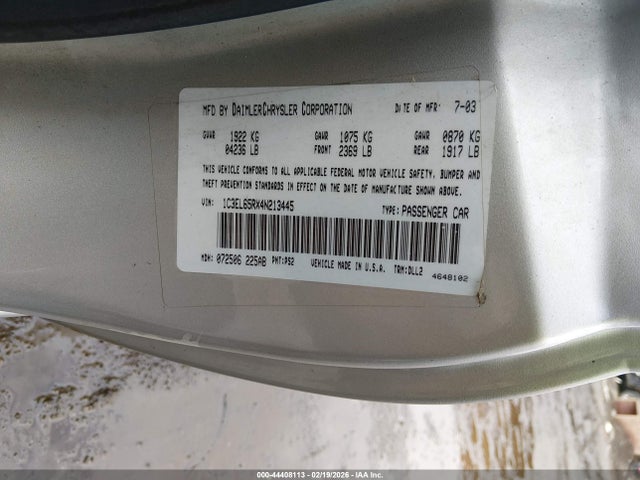 MFD BY DAIMLERCHRYSLER CORPORATION DATE OF MFR: 7-03
GVWR 1922 KG GAWR 1075 KG GAWR 0870 KG
04236 LB FRONT 2369 LB REAR 1917 LB
THIS VEHICLE CONFORMS TO ALL APPLICABLE FEDERAL MOTOR VEHICLE SAFETY, BUMPER AND
THEFT PREVENTION STANDARDS IN EFFECT ON THE DATE OF MANUFACTURE SHOWN ABOVE.
VIN: 1C3EL65RX4N213445 TYPE: PASSENGER CAR
MDH: 072506 225AB PNT:PS2 VEHICLE MADE IN U.S.A. TRM:DLL2
4648102
000-44408113 - 02/19/2026 - IAA Inc.